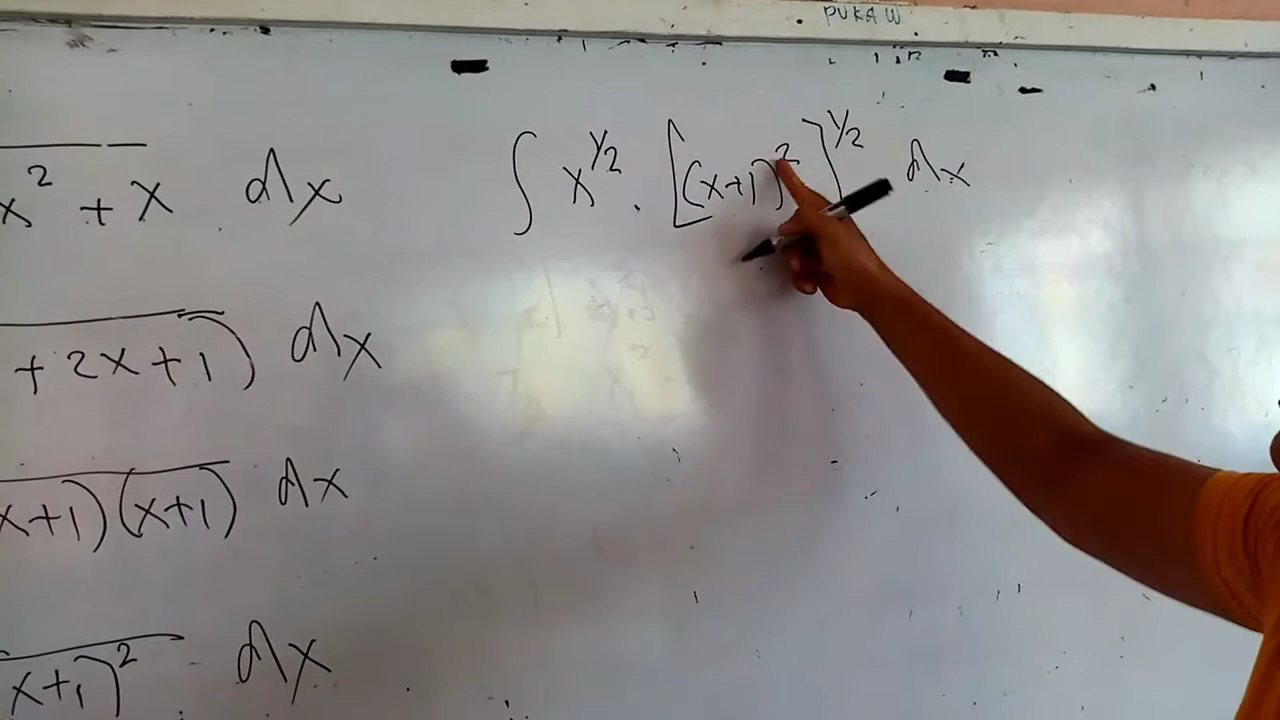 PUKAW
x² + x dx
+ 2x+1) dx
x+1)(x+1) dx
x+1)² dx
∫ x^1/2 . [(x+1)²]^1/2 dx